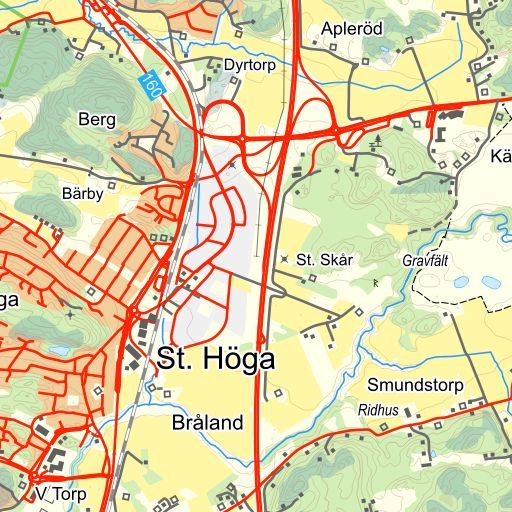 Apleröd
Dyrtorp
160
Berg
Kä
Bärby
St. Skår
Gravfält
R
ga
St. Höga
Smundstorp
Ridhus
Bråland
V Torp